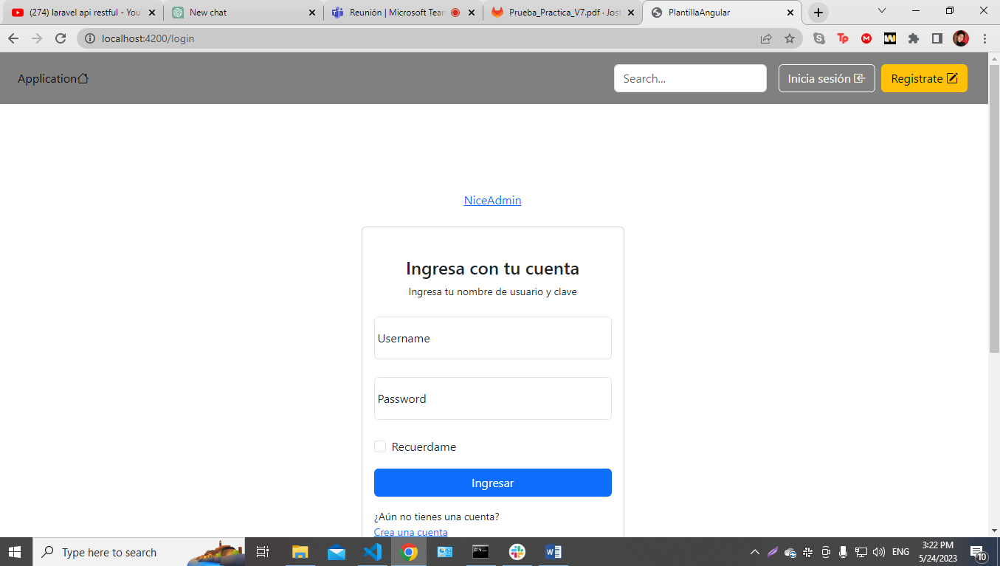 (274) laravel api restful - You
New chat
Reunión | Microsoft Team
Prueba_Practica_V7.pdf · Jost
PlantillaAngular
localhost:4200/login
Application
Search...
Inicia sesión
Registrate
NiceAdmin
Ingresa con tu cuenta
Ingresa tu nombre de usuario y clave
Username
Password
Recuerdame
Ingresar
¿Aún no tienes una cuenta?
Crea una cuenta
Type here to search
ENG
3:22 PM
5/24/2023
10